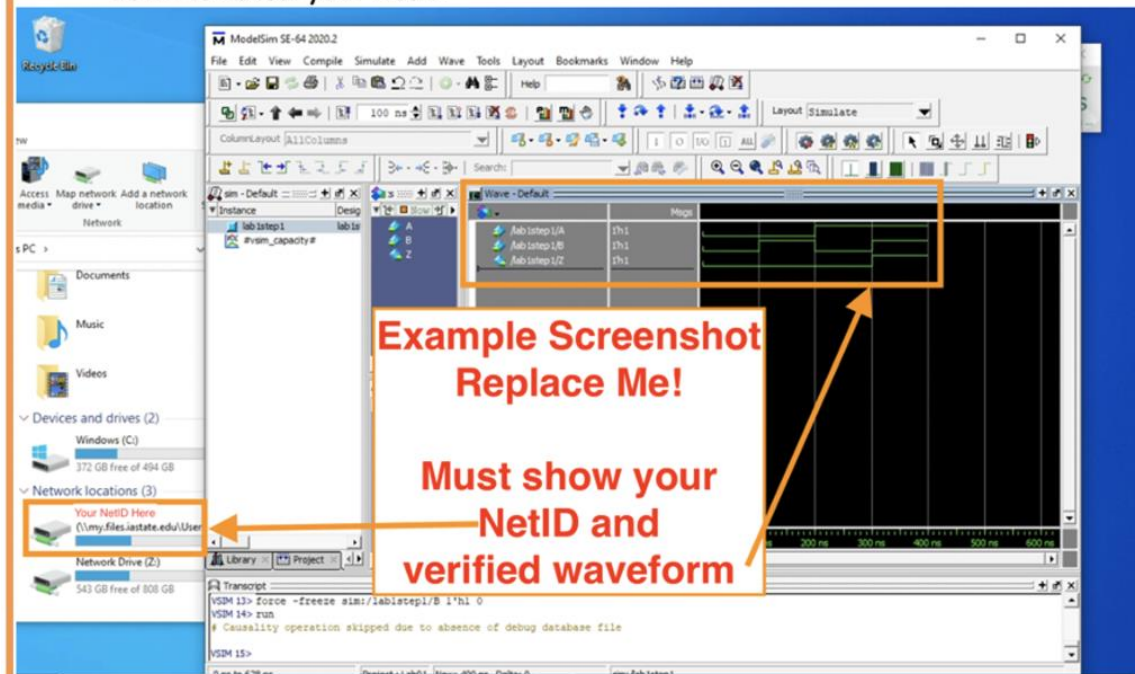 Recycle Bin
ModelSim SE-64 2020.2
File Edit View Compile Simulate Add Wave Tools Layout Bookmarks Window Help
Help
100 ns
Layout Simulate
ColumnLayout AllColumns
Search:
Access media
Map network drive
Add a network location
Network
sim - Default
Instance
Desig
lab1step1
lab1s
#vsim_capacity#
Now
A
B
Z
Wave - Default
Msgs
/lab1step1/A 1'h1
/lab1step1/B 1'h1
/lab1step1/Z 1'h1
s PC >
Documents
Music
Videos
Devices and drives (2)
Windows (C:)
372 GB free of 494 GB
Network locations (3)
Your NetID Here
(\\my.files.iastate.edu\User
Network Drive (Z:)
543 GB free of 808 GB
Example Screenshot
Replace Me!
Must show your
NetID and
verified waveform
200 ns 300 ns 400 ns 500 ns 600 ns
Library
Project
Transcript
VSIM 13> force -freeze sim:/lab1step1/B 1'h1 0
VSIM 14> run
# Causality operation skipped due to absence of debug database file
VSIM 15>